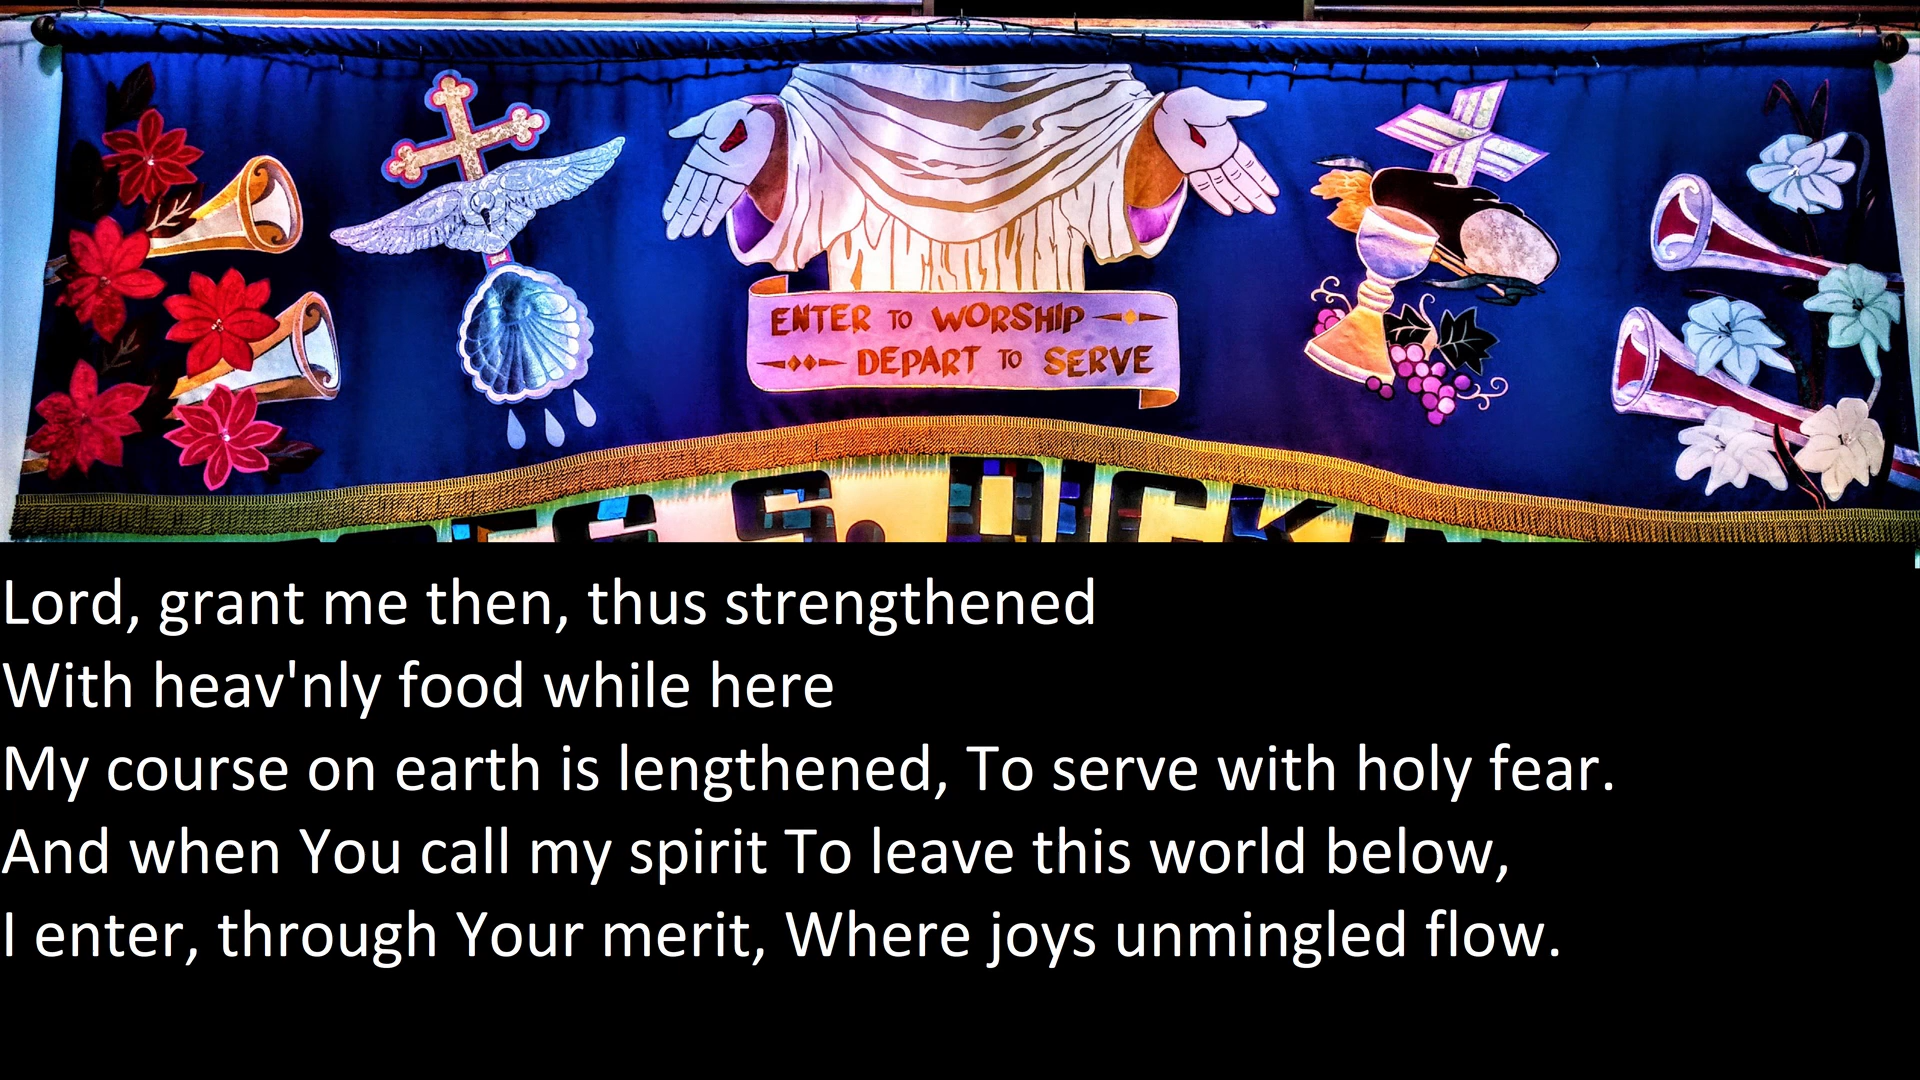 ENTER TO WORSHIP
DEPART TO SERVE
Lord, grant me then, thus strengthened
With heav'nly food while here
My course on earth is lengthened, To serve with holy fear.
And when You call my spirit To leave this world below,
I enter, through Your merit, Where joys unmingled flow.